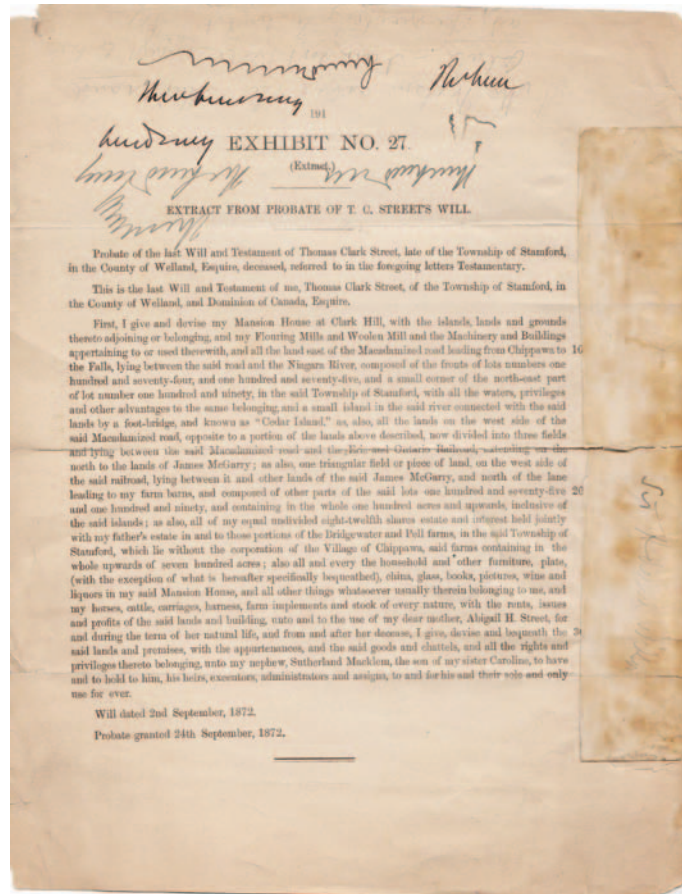 191
EXHIBIT NO. 27
(Extract.)
EXTRACT FROM PROBATE OF T. C. STREET'S WILL.
Probate of the last Will and Testament of Thomas Clark Street, late of the Township of Stamford,
in the County of Welland, Esquire, deceased, referred to in the foregoing letters Testamentary.
This is the last Will and Testament of me, Thomas Clark Street, of the Township of Stamford, in
the County of Welland, and Dominion of Canada, Esquire.
First, I give and devise my Mansion House at Clark Hill, with the islands, lands and grounds
thereto adjoining or belonging, and my Flouring Mills and Woolen Mill and the Machinery and Buildings
appertaining to or used therewith, and all the land east of the Macadamized road leading from Chippawa to 10
the Falls, lying between the said road and the Niagara River, composed of the fronts of lots numbers one
hundred and seventy-four, and one hundred and seventy-five, and a small corner of the north-east part
of lot number one hundred and ninety, in the said Township of Stamford, with all the waters, privileges
and other advantages to the same belonging, and a small island in the said river connected with the said
lands by a foot-bridge, and known as "Cedar Island," as, also, all the lands on the west side of the
said Macadamized road, opposite to a portion of the lands above described, now divided into three fields
and lying between the said Macadamized road and the Erie and Ontario Railroad, extending on the
north to the lands of James McGarry; as also, one triangular field or piece of land, on the west side of
the said railroad, lying between it and other lands of the said James McGarry, and north of the lane
leading to my farm barns, and composed of other parts of the said lots one hundred and seventy-five 20
and one hundred and ninety, and containing in the whole one hundred acres and upwards, inclusive of
the said islands; as also, all of my equal undivided eight-twelfth shares estate and interest held jointly
with my father's estate in and to those portions of the Bridgewater and Pell farms, in the said Township of
Stamford, which lie without the corporation of the Village of Chippawa, said farms containing in the
whole upwards of seven hundred acres; also all and every the household and other furniture, plate,
(with the exception of what is hereafter specifically bequeathed), china, glass, books, pictures, wine and
liquors in my said Mansion House, and all other things whatsoever usually therein belonging to me, and
my horses, cattle, carriages, harness, farm implements and stock of every nature, with the rents, issues
and profits of the said lands and building, unto and to the use of my dear mother, Abigail H. Street, for
and during the term of her natural life, and from and after her decease, I give, devise and bequeath the 30
said lands and premises, with the appurtenances, and the said goods and chattels, and all the rights and
privileges thereto belonging, unto my nephew, Sutherland Macklem, the son of my sister Caroline, to have
and to hold to him, his heirs, executors, administrators and assigns, to and for his and their sole and only
use for ever.
Will dated 2nd September, 1872.
Probate granted 24th September, 1872.